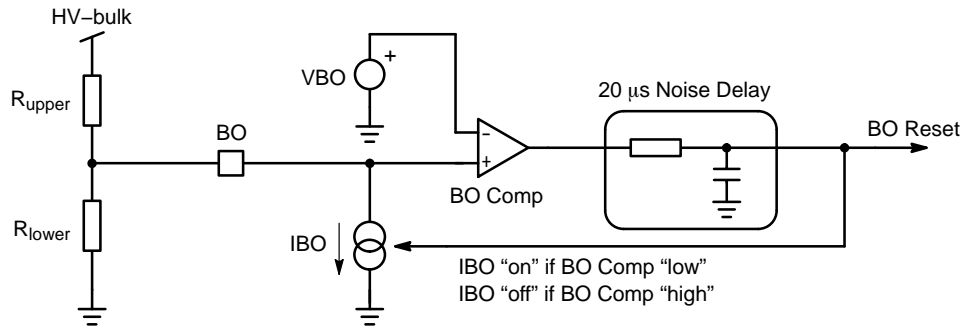 HV−bulk
VBO
+
20 μs Noise Delay
Rupper
BO
BO Reset
−
+
BO Comp
Rlower
IBO
IBO “on” if BO Comp “low”
IBO “off” if BO Comp “high”